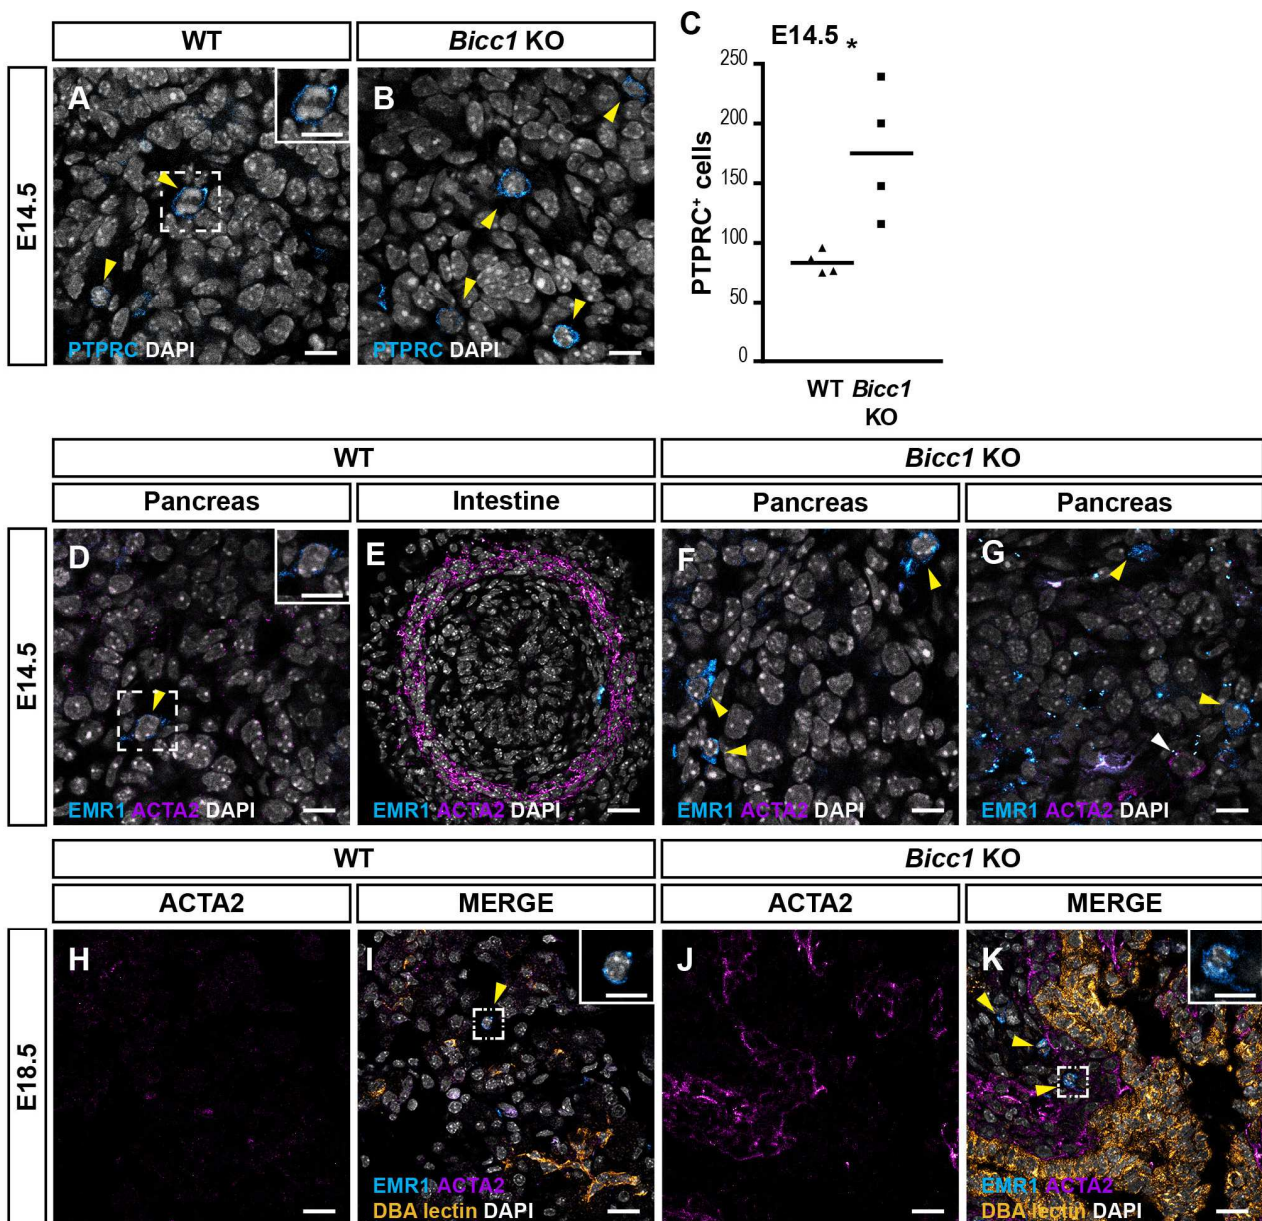 WT
Bicc1 KO
C
E14.5 *
E14.5
A
PTPRC DAPI
B
PTPRC DAPI
PTPRC+ cells
250
200
150
100
50
0
WT Bicc1
KO
WT
Bicc1 KO
Pancreas
Intestine
Pancreas
Pancreas
E14.5
D
EMR1 ACTA2 DAPI
E
EMR1 ACTA2 DAPI
F
EMR1 ACTA2 DAPI
G
EMR1 ACTA2 DAPI
WT
Bicc1 KO
ACTA2
MERGE
ACTA2
MERGE
E18.5
H
I
EMR1 ACTA2
DBA lectin DAPI
J
K
EMR1 ACTA2
DBA lectin DAPI